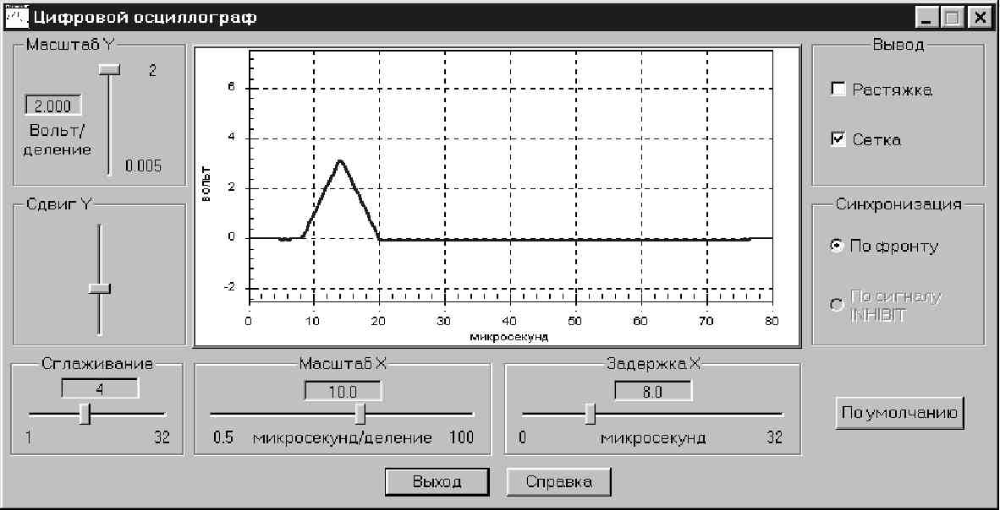 Цифровой осциллограф
Масштаб Y
2
2.000
Вольт/
деление
0.005
Сдвиг Y
вольт
6
4
2
0
-2
0 10 20 30 40 50 60 70 80
микросекунд
Вывод
Растяжка
Сетка
Синхронизация
По фронту
По сигналу
INHIBIT
Сглаживание
4
1 32
Масштаб X
10.0
0.5 микросекунд/деление 100
Задержка X
8.0
0 микросекунд 32
По умолчанию
Выход
Справка